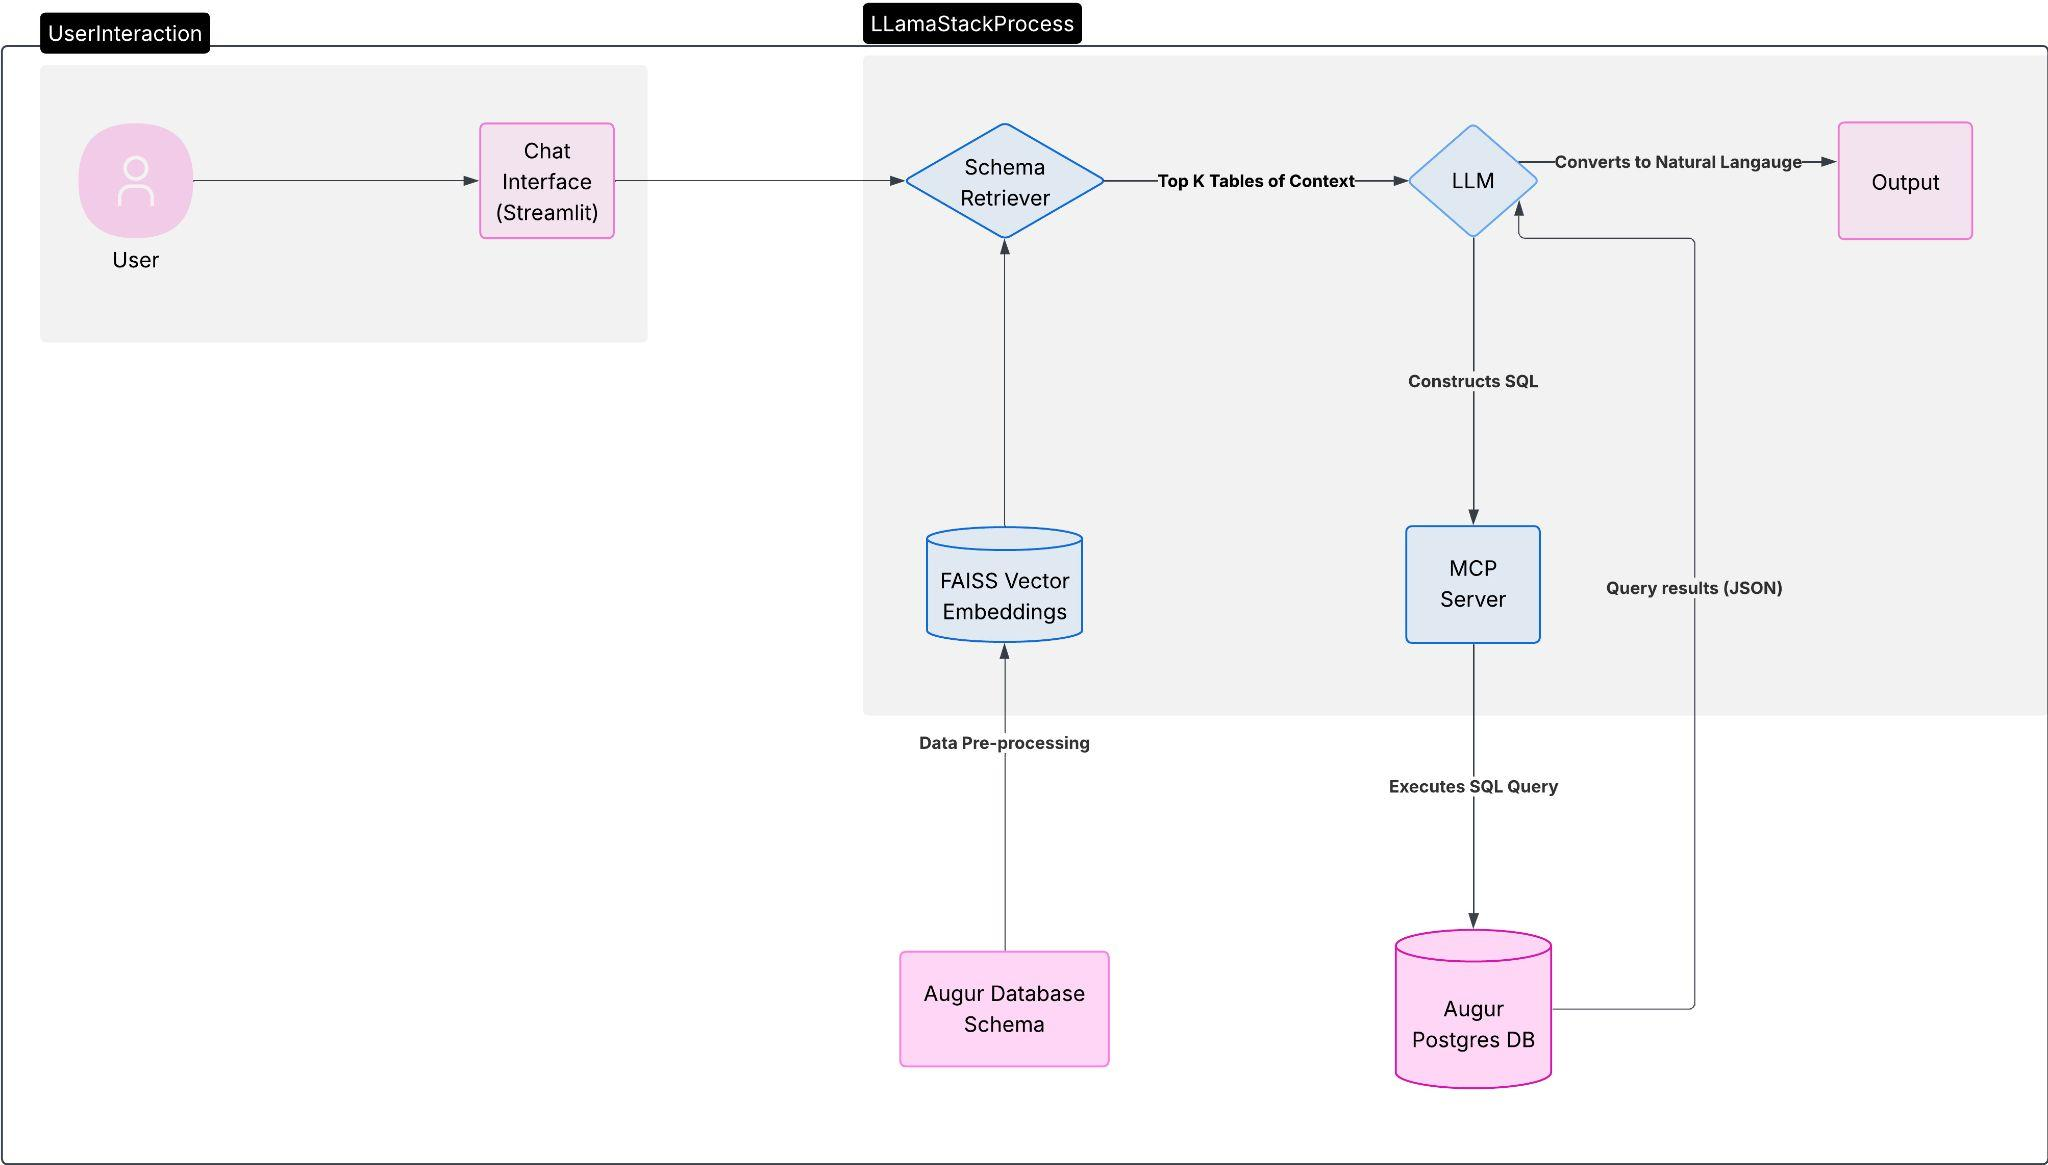 UserInteraction
LLamaStackProcess
User
Chat
Interface
(Streamlit)
Schema
Retriever
Top K Tables of Context
LLM
Converts to Natural Langauge
Output
Constructs SQL
FAISS Vector
Embeddings
MCP
Server
Query results (JSON)
Data Pre-processing
Executes SQL Query
Augur Database
Schema
Augur
Postgres DB